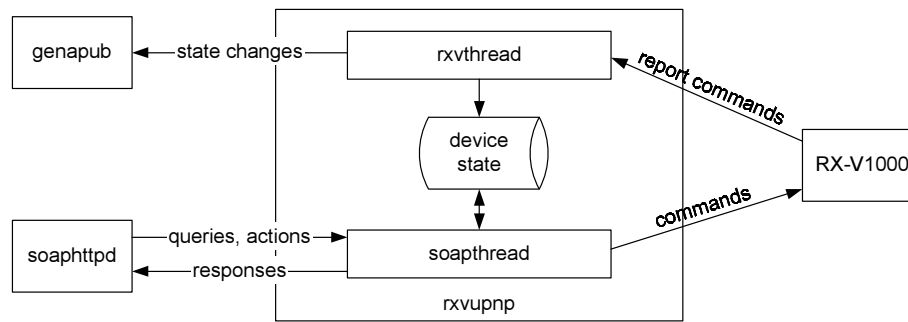 genapub
state changes
rxvthread
report commands
device
state
RX-V1000
commands
queries, actions
soaphttpd
soapthread
responses
rxvupnp